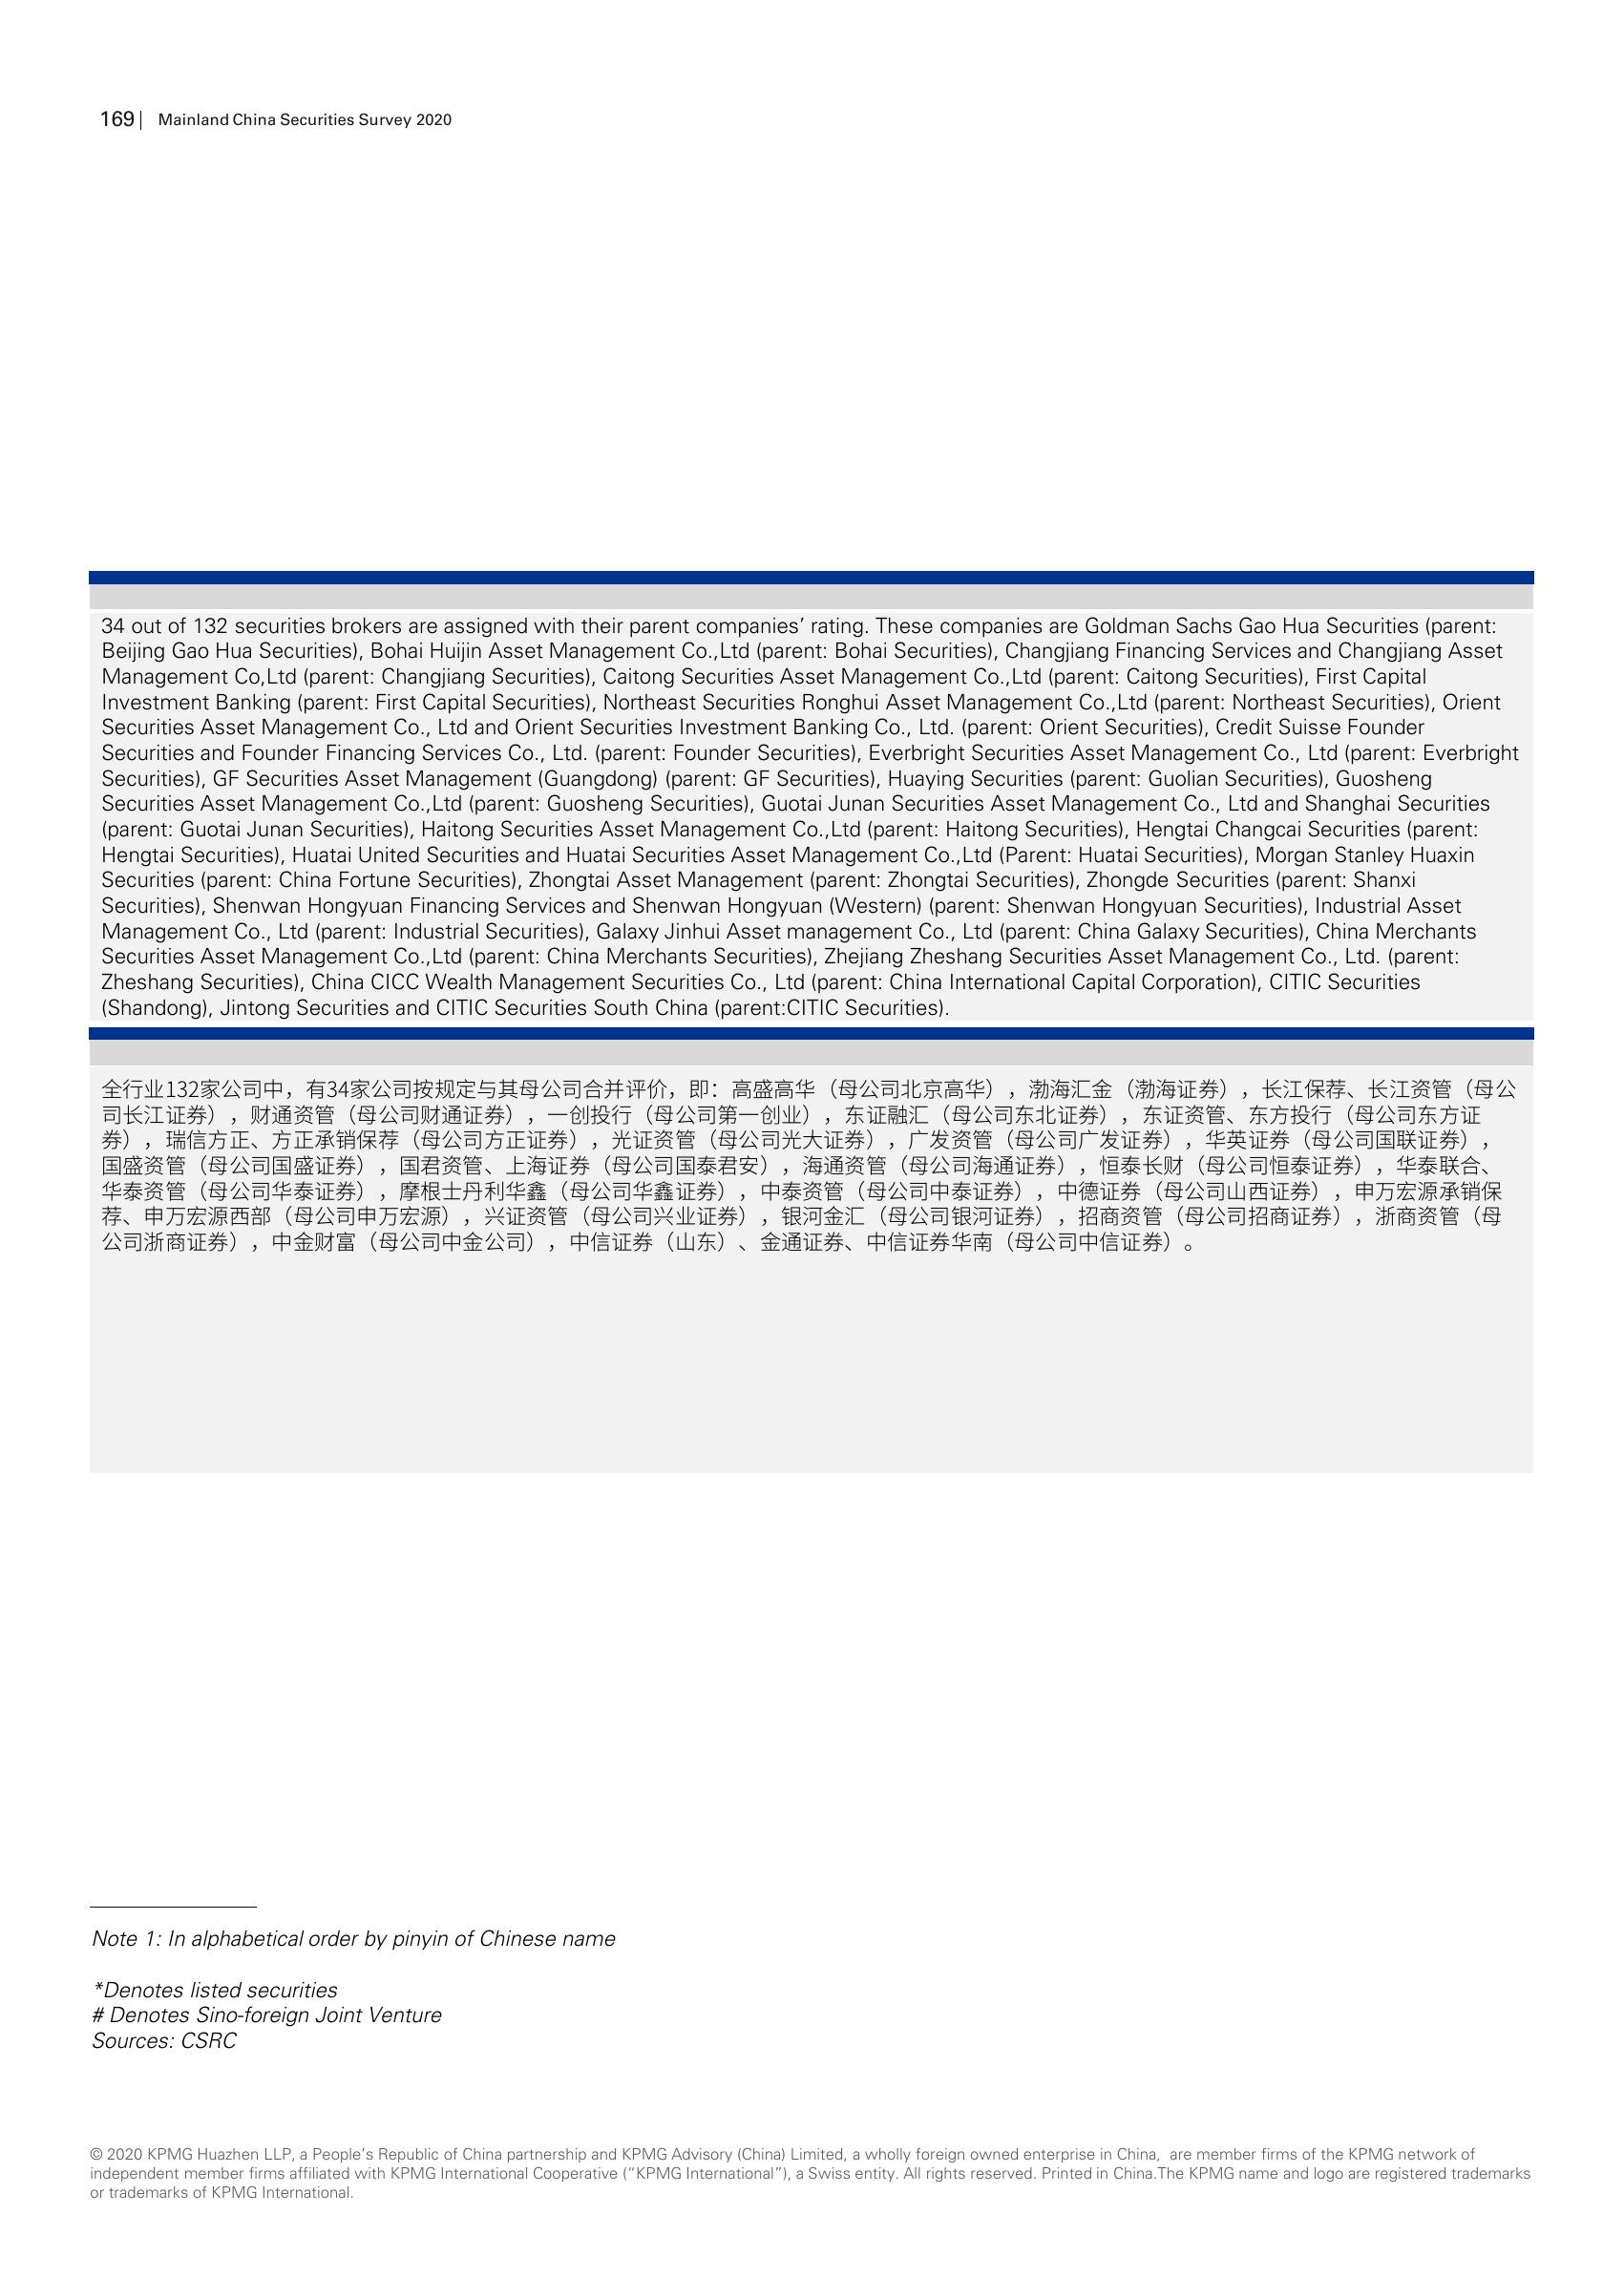 169 | Mainland China Securities Survey 2020
34 out of 132 securities brokers are assigned with their parent companies’ rating. These companies are Goldman Sachs Gao Hua Securities (parent:
Beijing Gao Hua Securities), Bohai Huijin Asset Management Co.,Ltd (parent: Bohai Securities), Changjiang Financing Services and Changjiang Asset
Management Co,Ltd (parent: Changjiang Securities), Caitong Securities Asset Management Co.,Ltd (parent: Caitong Securities), First Capital
Investment Banking (parent: First Capital Securities), Northeast Securities Ronghui Asset Management Co.,Ltd (parent: Northeast Securities), Orient
Securities Asset Management Co., Ltd and Orient Securities Investment Banking Co., Ltd. (parent: Orient Securities), Credit Suisse Founder
Securities and Founder Financing Services Co., Ltd. (parent: Founder Securities), Everbright Securities Asset Management Co., Ltd (parent: Everbright
Securities), GF Securities Asset Management (Guangdong) (parent: GF Securities), Huaying Securities (parent: Guolian Securities), Guosheng
Securities Asset Management Co.,Ltd (parent: Guosheng Securities), Guotai Junan Securities Asset Management Co., Ltd and Shanghai Securities
(parent: Guotai Junan Securities), Haitong Securities Asset Management Co.,Ltd (parent: Haitong Securities), Hengtai Changcai Securities (parent:
Hengtai Securities), Huatai United Securities and Huatai Securities Asset Management Co.,Ltd (Parent: Huatai Securities), Morgan Stanley Huaxin
Securities (parent: China Fortune Securities), Zhongtai Asset Management (parent: Zhongtai Securities), Zhongde Securities (parent: Shanxi
Securities), Shenwan Hongyuan Financing Services and Shenwan Hongyuan (Western) (parent: Shenwan Hongyuan Securities), Industrial Asset
Management Co., Ltd (parent: Industrial Securities), Galaxy Jinhui Asset management Co., Ltd (parent: China Galaxy Securities), China Merchants
Securities Asset Management Co.,Ltd (parent: China Merchants Securities), Zhejiang Zheshang Securities Asset Management Co., Ltd. (parent:
Zheshang Securities), China CICC Wealth Management Securities Co., Ltd (parent: China International Capital Corporation), CITIC Securities
(Shandong), Jintong Securities and CITIC Securities South China (parent:CITIC Securities).
全行业132家公司中，有34家公司按规定与其母公司合并评价，即：高盛高华（母公司北京高华），渤海汇金（渤海证券），长江保荐、长江资管（母公
司长江证券），财通资管（母公司财通证券），一创投行（母公司第一创业），东证融汇（母公司东北证券），东证资管、东方投行（母公司东方证
券），瑞信方正、方正承销保荐（母公司方正证券），光证资管（母公司光大证券），广发资管（母公司广发证券），华英证券（母公司国联证券），
国盛资管（母公司国盛证券），国君资管、上海证券（母公司国泰君安），海通资管（母公司海通证券），恒泰长财（母公司恒泰证券），华泰联合、
华泰资管（母公司华泰证券），摩根士丹利华鑫（母公司华鑫证券），中泰资管（母公司中泰证券），中德证券（母公司山西证券），申万宏源承销保
荐、申万宏源西部（母公司申万宏源），兴证资管（母公司兴业证券），银河金汇（母公司银河证券），招商资管（母公司招商证券），浙商资管（母
公司浙商证券），中金财富（母公司中金公司），中信证券（山东）、金通证券、中信证券华南（母公司中信证券）。
Note 1: In alphabetical order by pinyin of Chinese name
*Denotes listed securities
# Denotes Sino-foreign Joint Venture
Sources: CSRC
© 2020 KPMG Huazhen LLP, a People’s Republic of China partnership and KPMG Advisory (China) Limited, a wholly foreign owned enterprise in China, are member firms of the KPMG network of
independent member firms affiliated with KPMG International Cooperative (“KPMG International”), a Swiss entity. All rights reserved. Printed in China.The KPMG name and logo are registered trademarks
or trademarks of KPMG International.